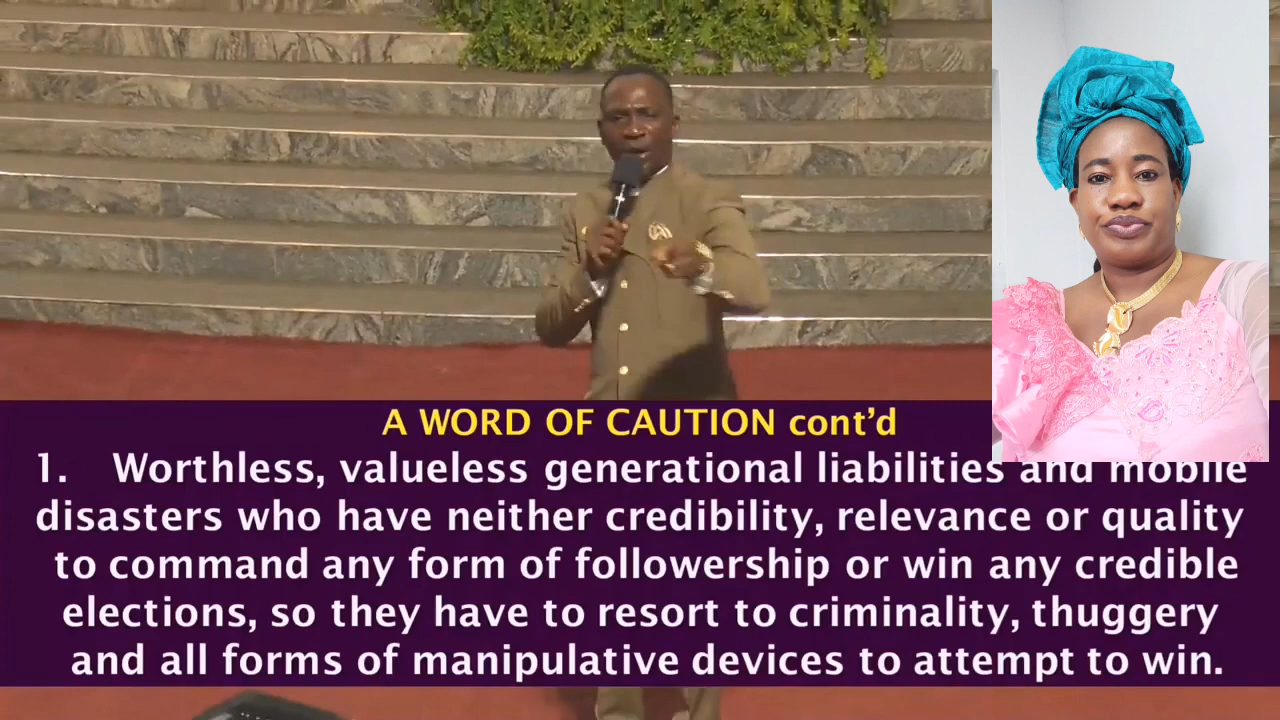 A WORD OF CAUTION cont’d
1. Worthless, valueless generational liabilities and mobile
disasters who have neither credibility, relevance or quality
to command any form of followership or win any credible
elections, so they have to resort to criminality, thuggery
and all forms of manipulative devices to attempt to win.